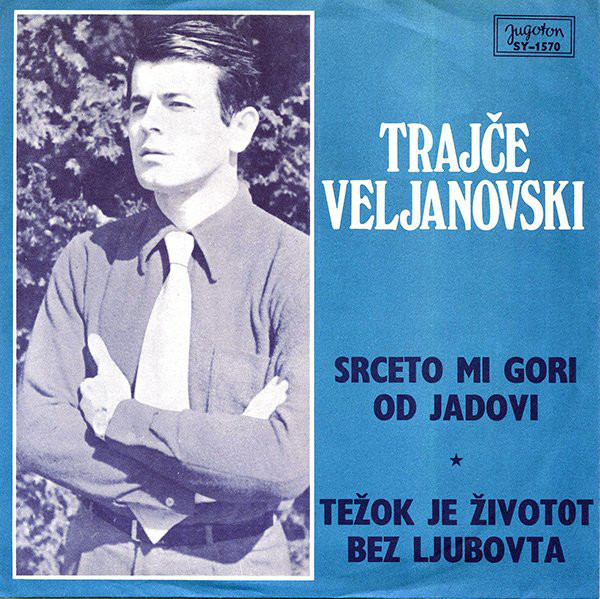 Jugoton
SY-1570
TRAJČE
VELJANOVSKI
SRCETO MI GORI
OD JADOVI
★
TEŽOK JE ŽIVOTOT
BEZ LJUBOVTA